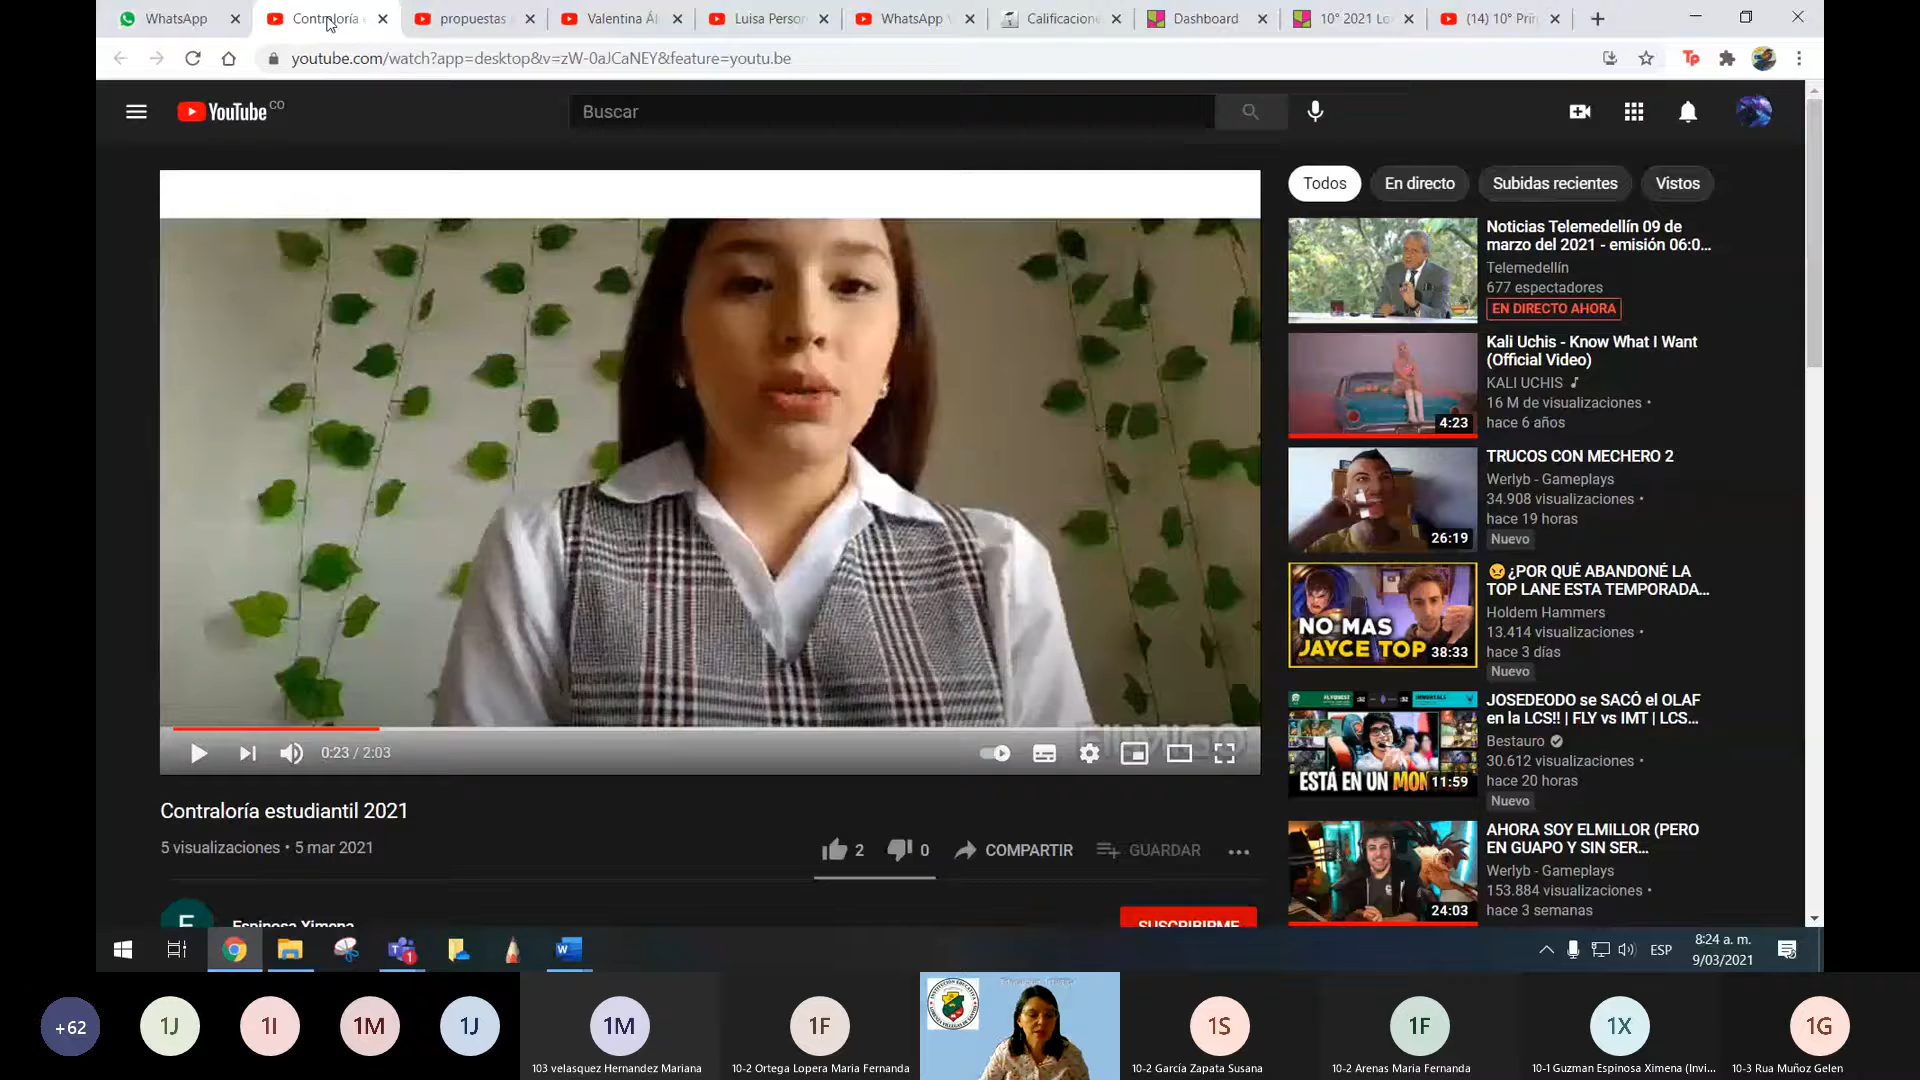 WhatsApp
Contraloría e
propuestas
Valentina Ál
Luisa Person
WhatsApp V
Calificacione
Dashboard
10° 2021 Lo
(14) 10° Prin
youtube.com/watch?app=desktop&v=zW-0aJCaNEY&feature=youtu.be
Tp
YouTube CO
Buscar
Todos
En directo
Subidas recientes
Vistos
Noticias Telemedellín 09 de
marzo del 2021 - emisión 06:0...
Telemedellín
677 espectadores
EN DIRECTO AHORA
Kali Uchis - Know What I Want
(Official Video)
KALI UCHIS
16 M de visualizaciones •
hace 6 años
4:23
TRUCOS CON MECHERO 2
Werlyb - Gameplays
34.908 visualizaciones •
hace 19 horas
Nuevo
26:19
¿POR QUÉ ABANDONÉ LA
TOP LANE ESTA TEMPORADA...
Holdem Hammers
13.414 visualizaciones •
hace 3 días
Nuevo
NO MAS
JAYCE TOP
38:33
JOSEDEODO se SACÓ el OLAF
en la LCS!! | FLY vs IMT | LCS...
Bestauro
30.612 visualizaciones •
hace 20 horas
Nuevo
ESTÁ EN UN MON
11:59
AHORA SOY ELMILLOR (PERO
EN GUAPO Y SIN SER...
Werlyb - Gameplays
153.884 visualizaciones •
hace 3 semanas
24:03
0:23 / 2:03
Contraloría estudiantil 2021
5 visualizaciones • 5 mar 2021
2
0
COMPARTIR
GUARDAR
E
Espinosa Ximena
SUSCRIBIRME
1
W
ESP
8:24 a. m.
9/03/2021
+62
1J
1I
1M
1J
1M
1F
1S
1F
1X
1G
103 velasquez Hernandez Mariana
10-2 Ortega Lopera Maria Fernanda
10-2 García Zapata Susana
10-2 Arenas Maria Fernanda
10-1 Guzman Espinosa Ximena (Invi...
10-3 Rua Muñoz Gelen